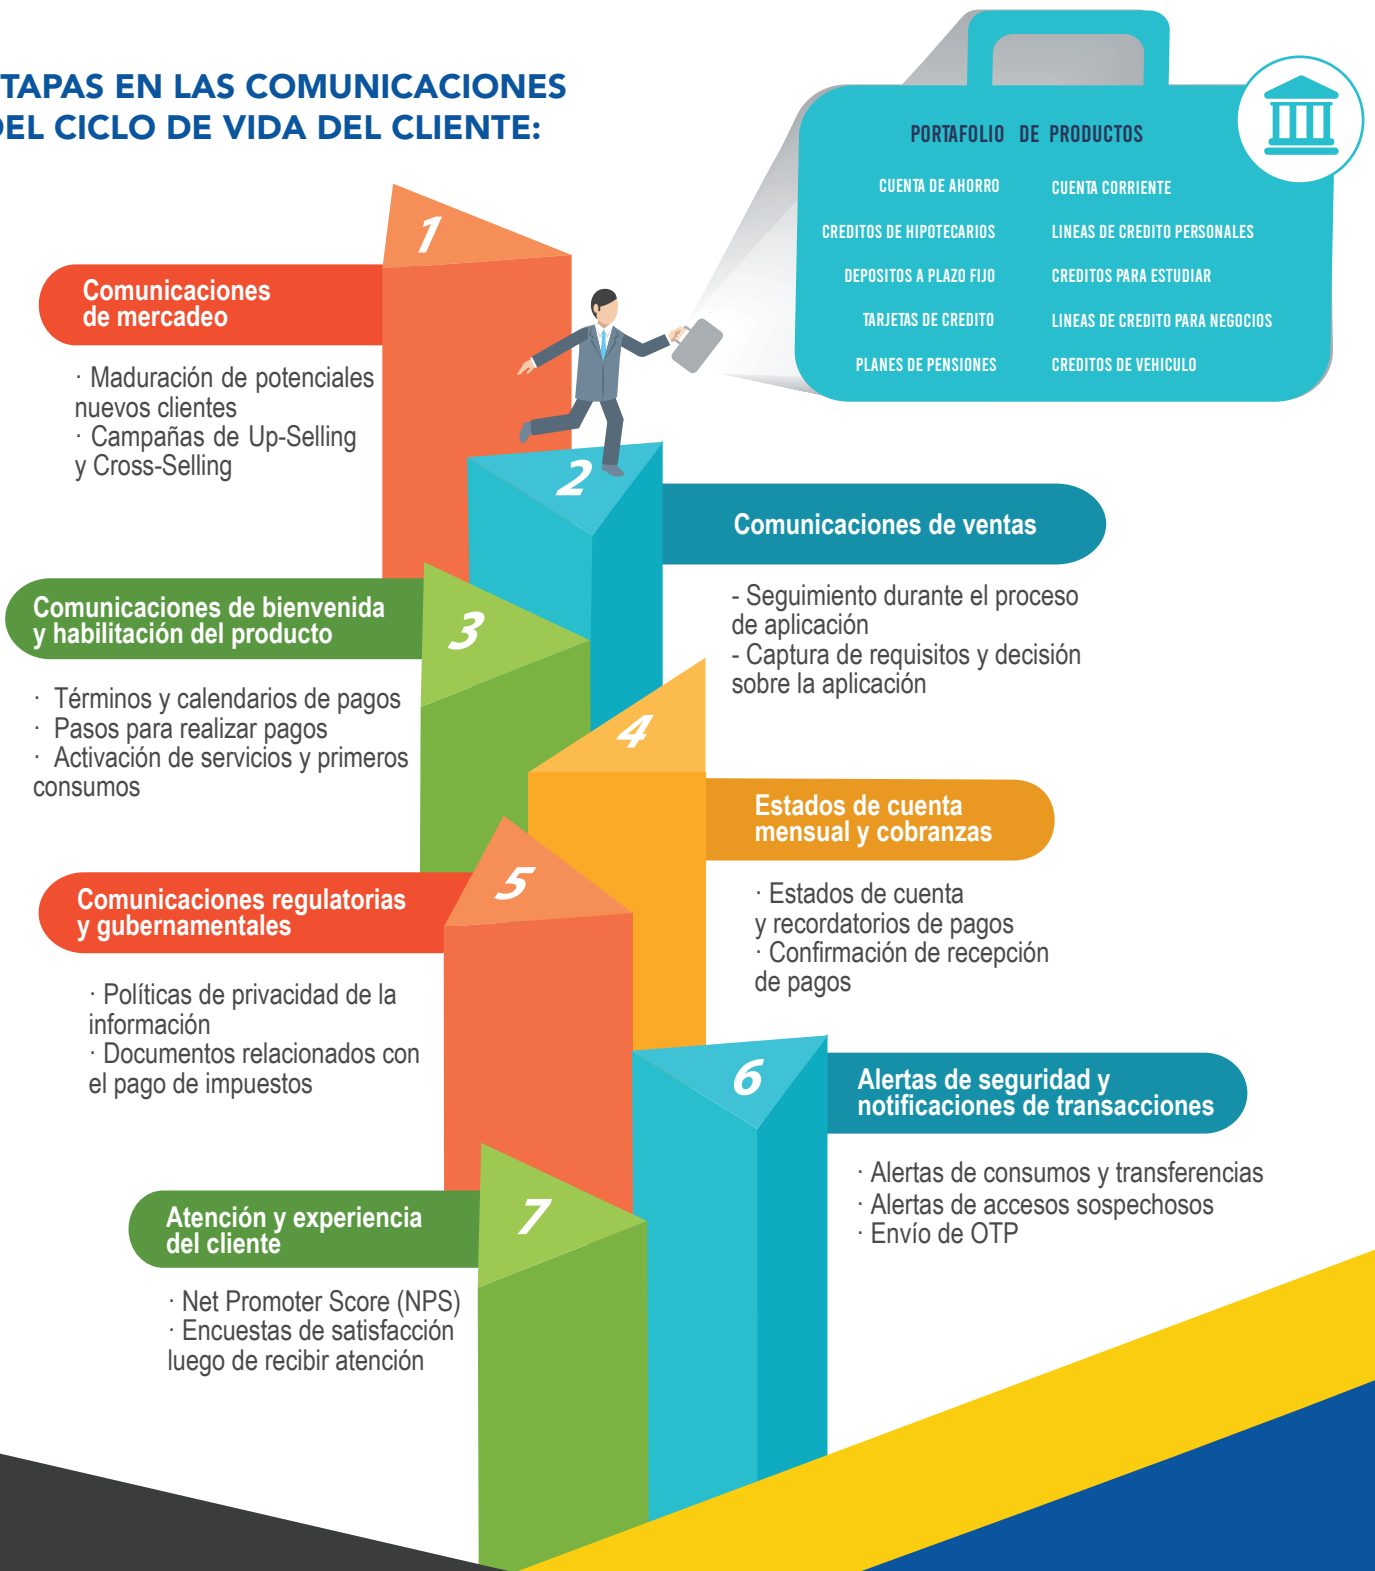 TAPAS EN LAS COMUNICACIONES
DEL CICLO DE VIDA DEL CLIENTE:
PORTAFOLIO DE PRODUCTOS
CUENTA DE AHORRO
CUENTA CORRIENTE
CREDITOS DE HIPOTECARIOS
LINEAS DE CREDITO PERSONALES
DEPOSITOS A PLAZO FIJO
CREDITOS PARA ESTUDIAR
TARJETAS DE CREDITO
LINEAS DE CREDITO PARA NEGOCIOS
PLANES DE PENSIONES
CREDITOS DE VEHICULO
1
Comunicaciones
de mercadeo
· Maduración de potenciales
nuevos clientes
· Campañas de Up-Selling
y Cross-Selling
2
Comunicaciones de ventas
- Seguimiento durante el proceso
de aplicación
- Captura de requisitos y decisión
sobre la aplicación
3
Comunicaciones de bienvenida
y habilitación del producto
· Términos y calendarios de pagos
· Pasos para realizar pagos
· Activación de servicios y primeros
consumos
4
Estados de cuenta
mensual y cobranzas
· Estados de cuenta
y recordatorios de pagos
· Confirmación de recepción
de pagos
5
Comunicaciones regulatorias
y gubernamentales
· Políticas de privacidad de la
información
· Documentos relacionados con
el pago de impuestos
6
Alertas de seguridad y
notificaciones de transacciones
· Alertas de consumos y transferencias
· Alertas de accesos sospechosos
· Envío de OTP
7
Atención y experiencia
del cliente
· Net Promoter Score (NPS)
· Encuestas de satisfacción
luego de recibir atención